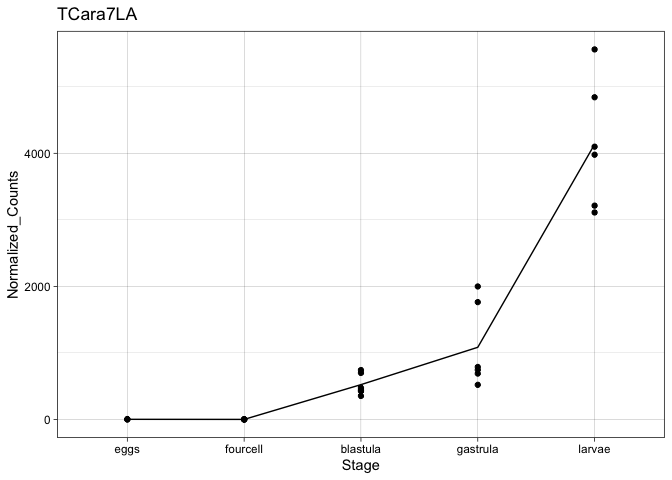 TCara7LA
Normalized_Counts
4000
2000
0
eggs fourcell blastula gastrula larvae
Stage